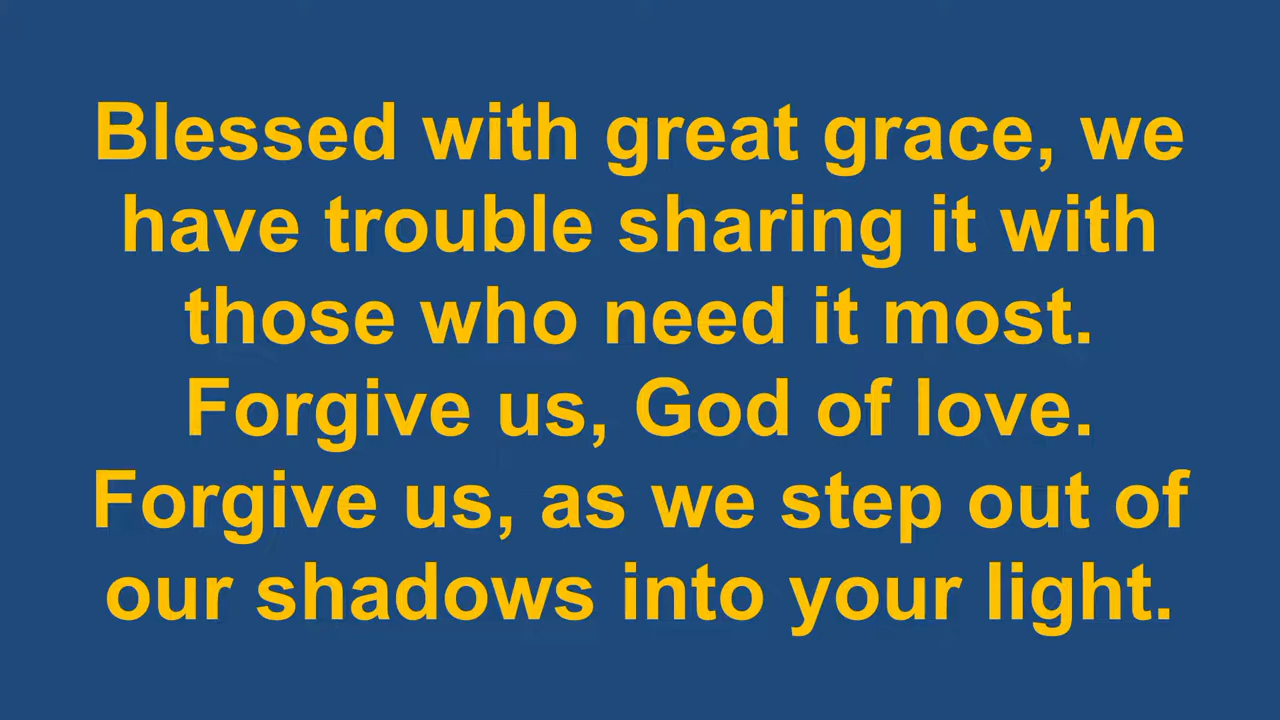 Blessed with great grace, we
have trouble sharing it with
those who need it most.
Forgive us, God of love.
Forgive us, as we step out of
our shadows into your light.